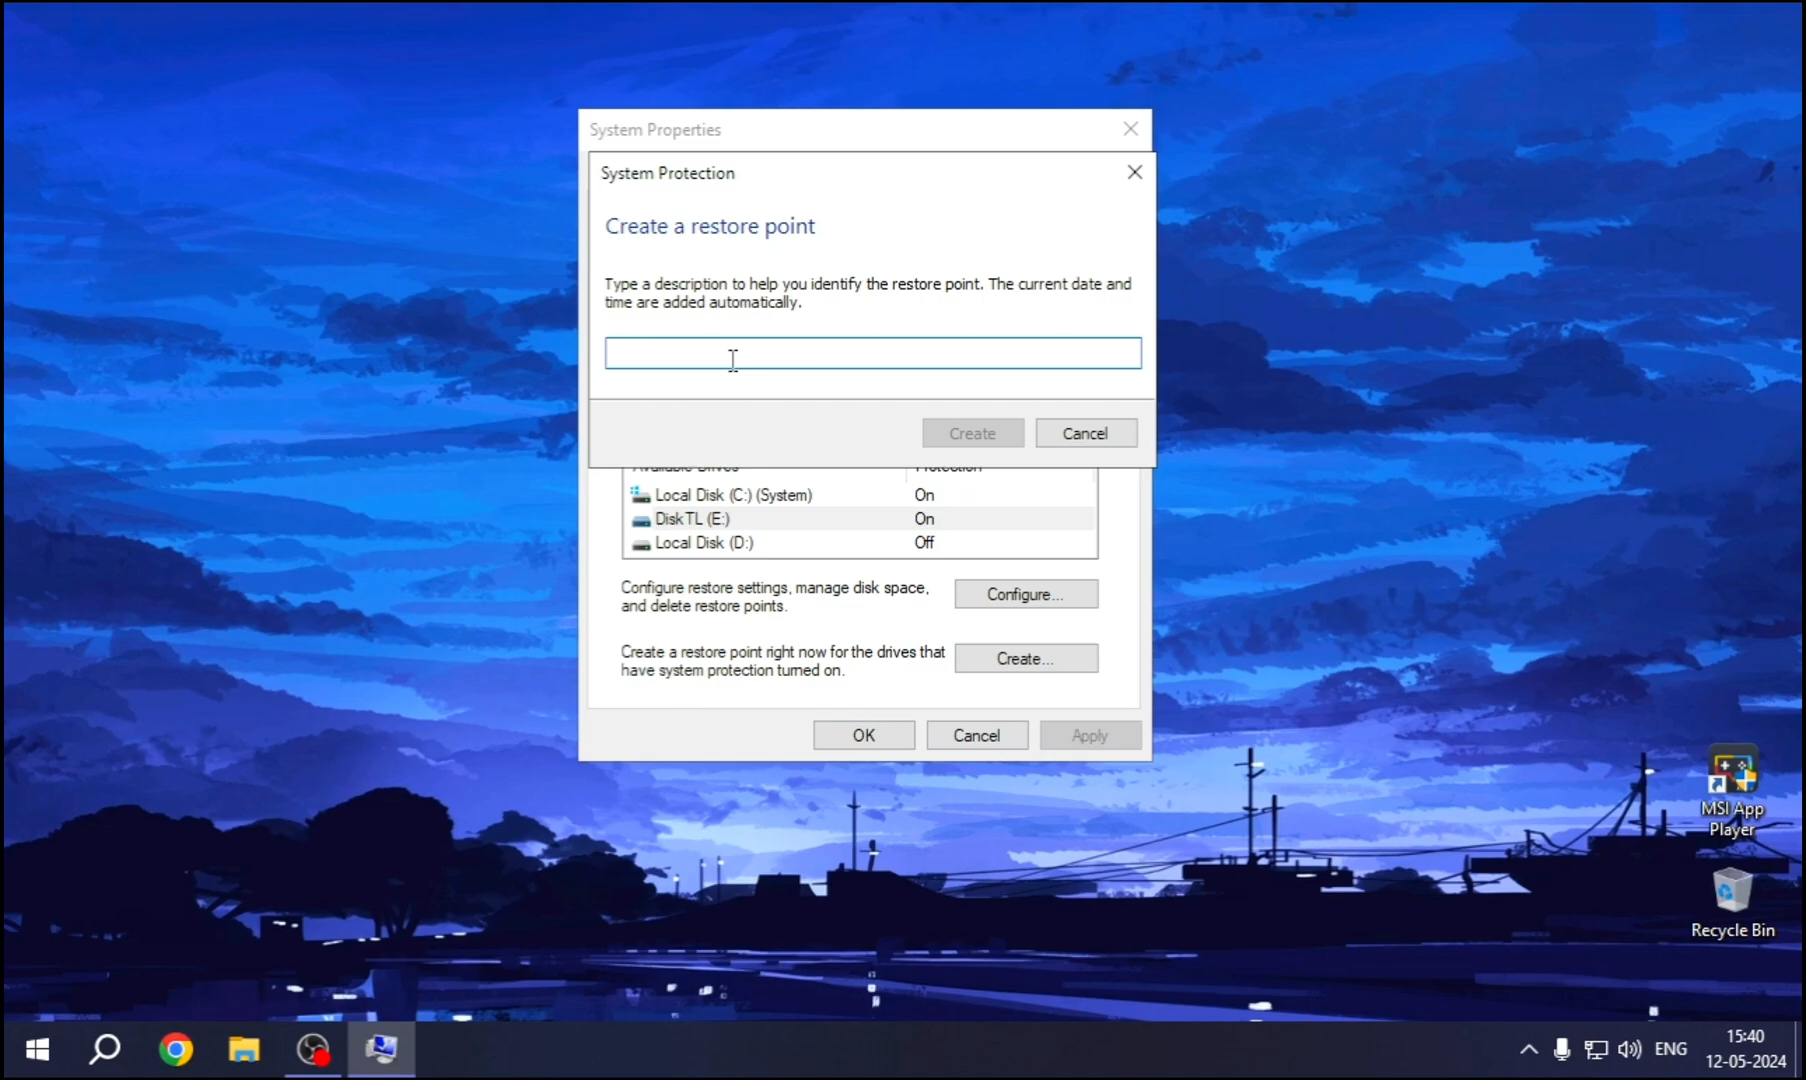 System Properties
System Protection
Create a restore point
Type a description to help you identify the restore point. The current date and
time are added automatically.
Create
Cancel
Available Drives
Protection
Local Disk (C:) (System)
On
DiskTL (E:)
On
Local Disk (D:)
Off
Configure restore settings, manage disk space,
and delete restore points.
Configure...
Create a restore point right now for the drives that
have system protection turned on.
Create...
OK
Cancel
Apply
MSI App
Player
Recycle Bin
ENG
15:40
12-05-2024